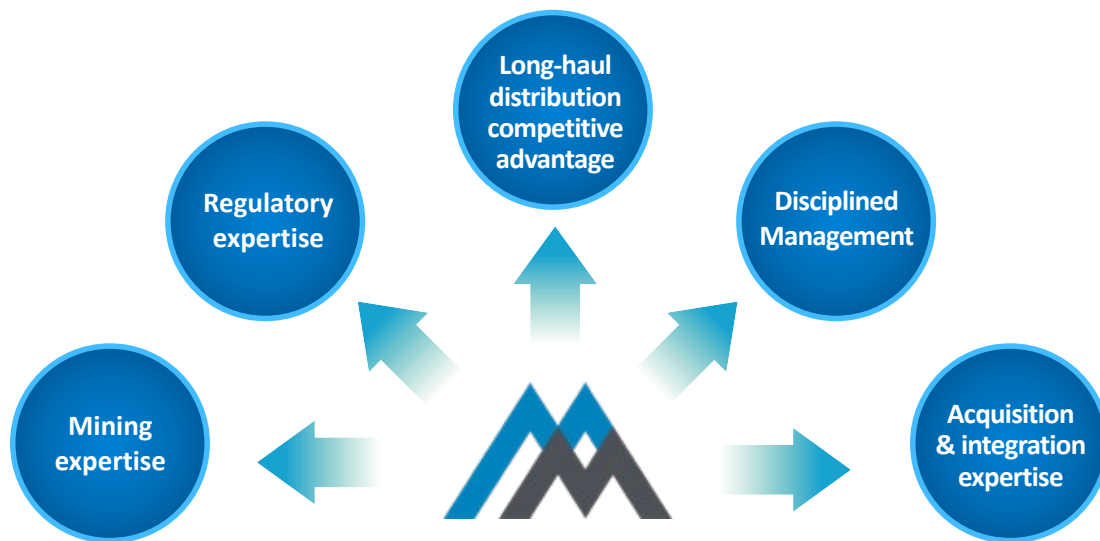 Long-haul
distribution
competitive
advantage
Regulatory
expertise
Disciplined
Management
Mining
expertise
Acquisition
& integration
expertise